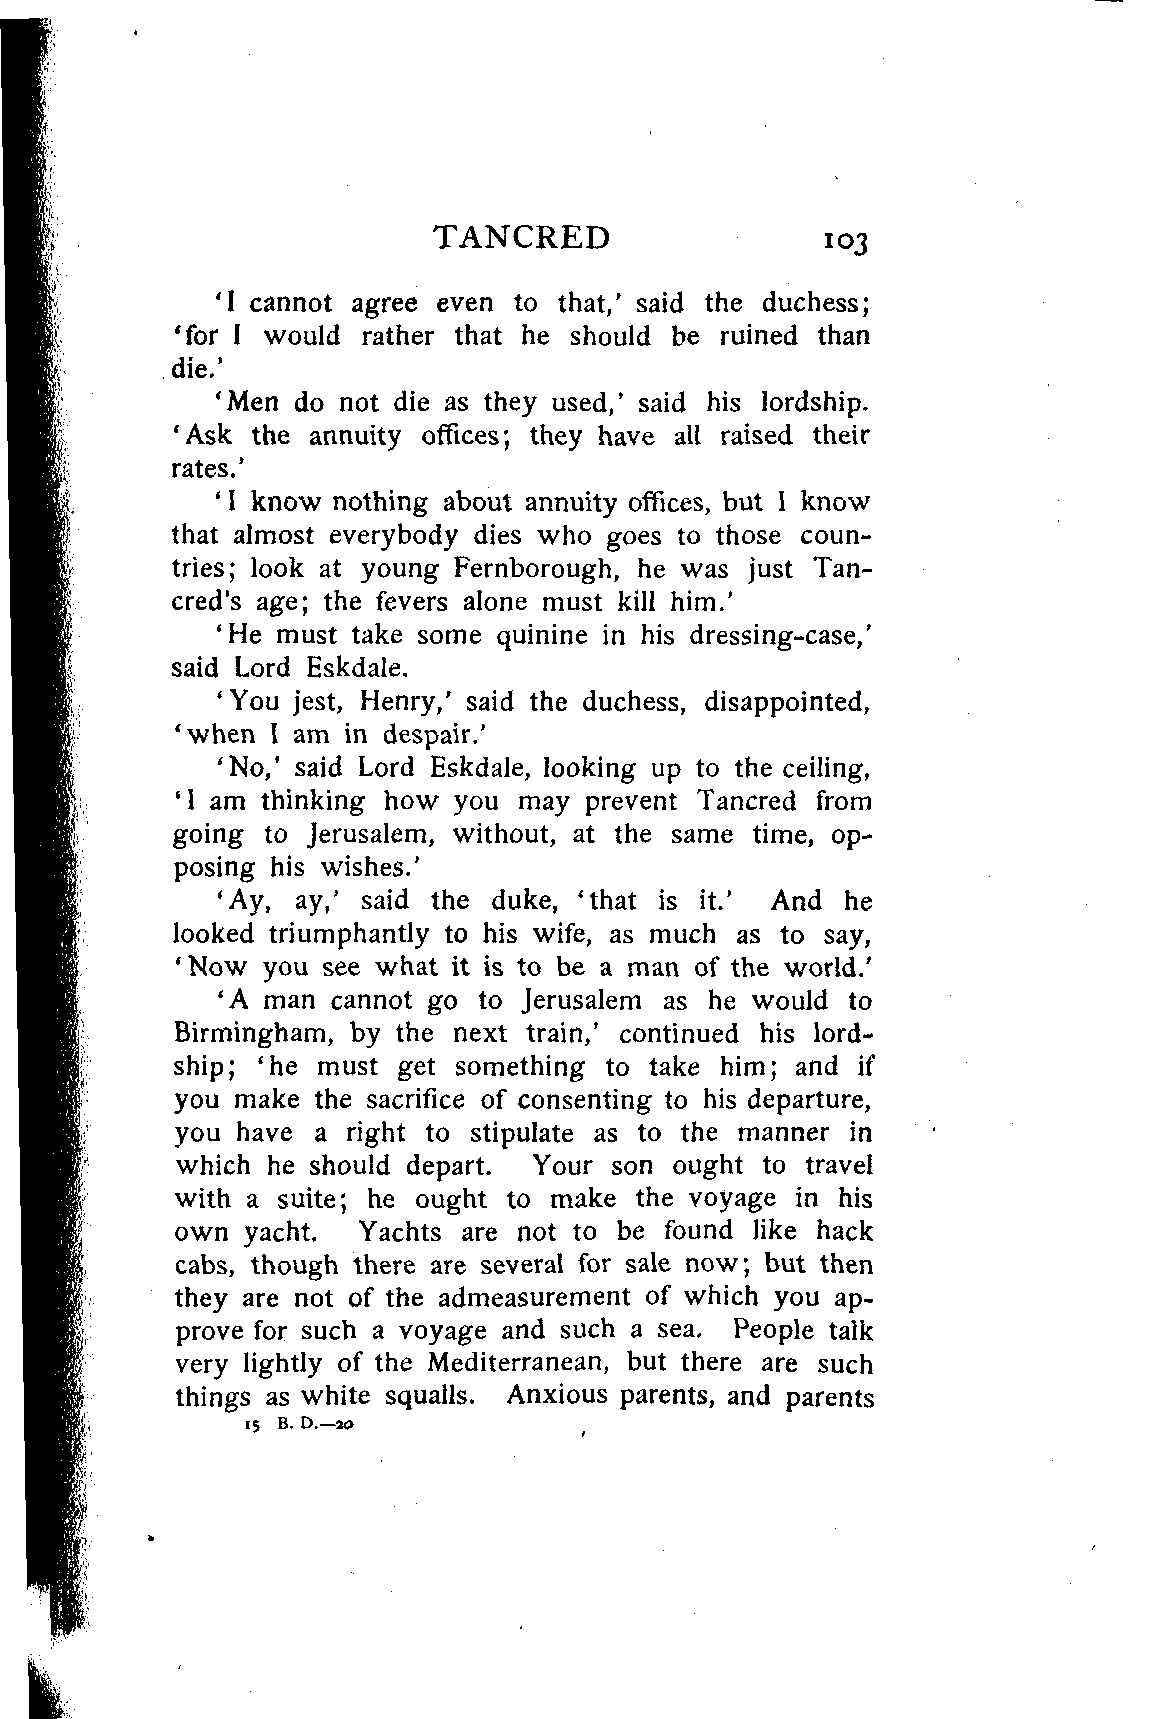 TANCRED 103
'I cannot agree even to that,' said the duchess;
'for I would rather that he should be ruined than
die.'
'Men do not die as they used,' said his lordship.
'Ask the annuity offices; they have all raised their
rates.'
'I know nothing about annuity offices, but I know
that almost everybody dies who goes to those coun-
tries; look at young Fernborough, he was just Tan-
cred's age; the fevers alone must kill him.'
'He must take some quinine in his dressing-case,'
said Lord Eskdale.
'You jest, Henry,' said the duchess, disappointed,
'when I am in despair.'
'No,' said Lord Eskdale, looking up to the ceiling,
'I am thinking how you may prevent Tancred from
going to Jerusalem, without, at the same time, op-
posing his wishes.'
'Ay, ay,' said the duke, 'that is it.' And he
looked triumphantly to his wife, as much as to say,
'Now you see what it is to be a man of the world.'
'A man cannot go to Jerusalem as he would to
Birmingham, by the next train,' continued his lord-
ship; 'he must get something to take him; and if
you make the sacrifice of consenting to his departure,
you have a right to stipulate as to the manner in
which he should depart. Your son ought to travel
with a suite; he ought to make the voyage in his
own yacht. Yachts are not to be found like hack
cabs, though there are several for sale now; but then
they are not of the admeasurement of which you ap-
prove for such a voyage and such a sea. People talk
very lightly of the Mediterranean, but there are such
things as white squalls. Anxious parents, and parents
15 B. D.—20